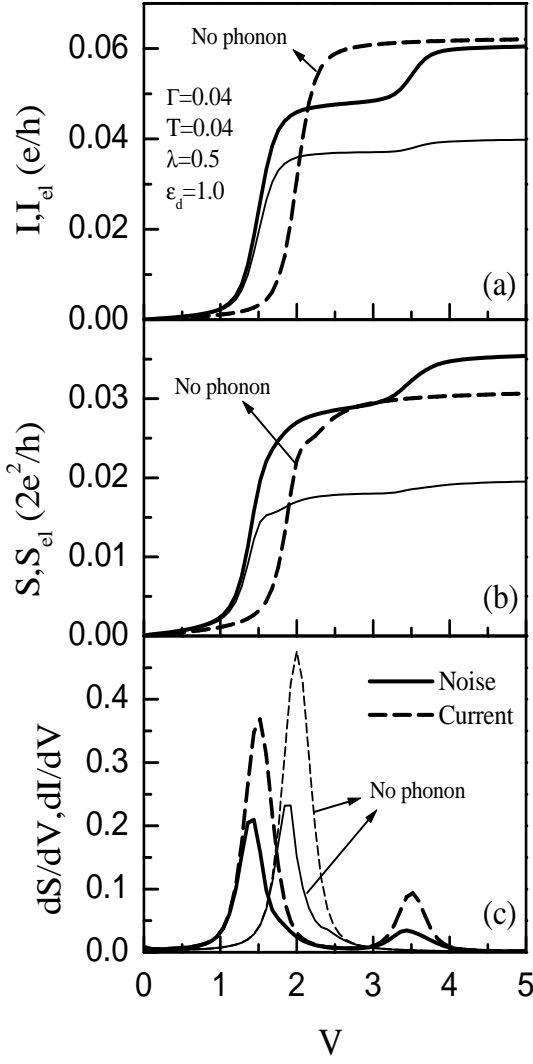 No phonon
0.06
Γ=0.04
T=0.04
0.04
λ=0.5
ε_d=1.0
0.02
I,I_el (e/h)
(a)
0.00
No phonon
0.03
0.02
S,S_el (2e²/h)
0.01
(b)
0.00
Noise
0.4
Current
0.3
No phonon
0.2
dS/dV,dI/dV
0.1
(c)
0.0
0 1 2 3 4 5
V